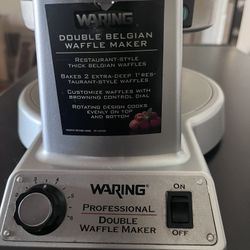 WARING®
DOUBLE BELGIAN
WAFFLE MAKER
RESTAURANT-STYLE
THICK BELGIAN WAFFLES
BAKES 2 EXTRA-DEEP 1" RES-
TAURANT-STYLE WAFFLES
CUSTOMIZE WAFFLES WITH
BROWNING CONTROL DIAL
ROTATING DESIGN COOKS
EVENLY ON TOP
AND BOTTOM
WARING®
PROFESSIONAL
DOUBLE
WAFFLE MAKER
ON
OFF